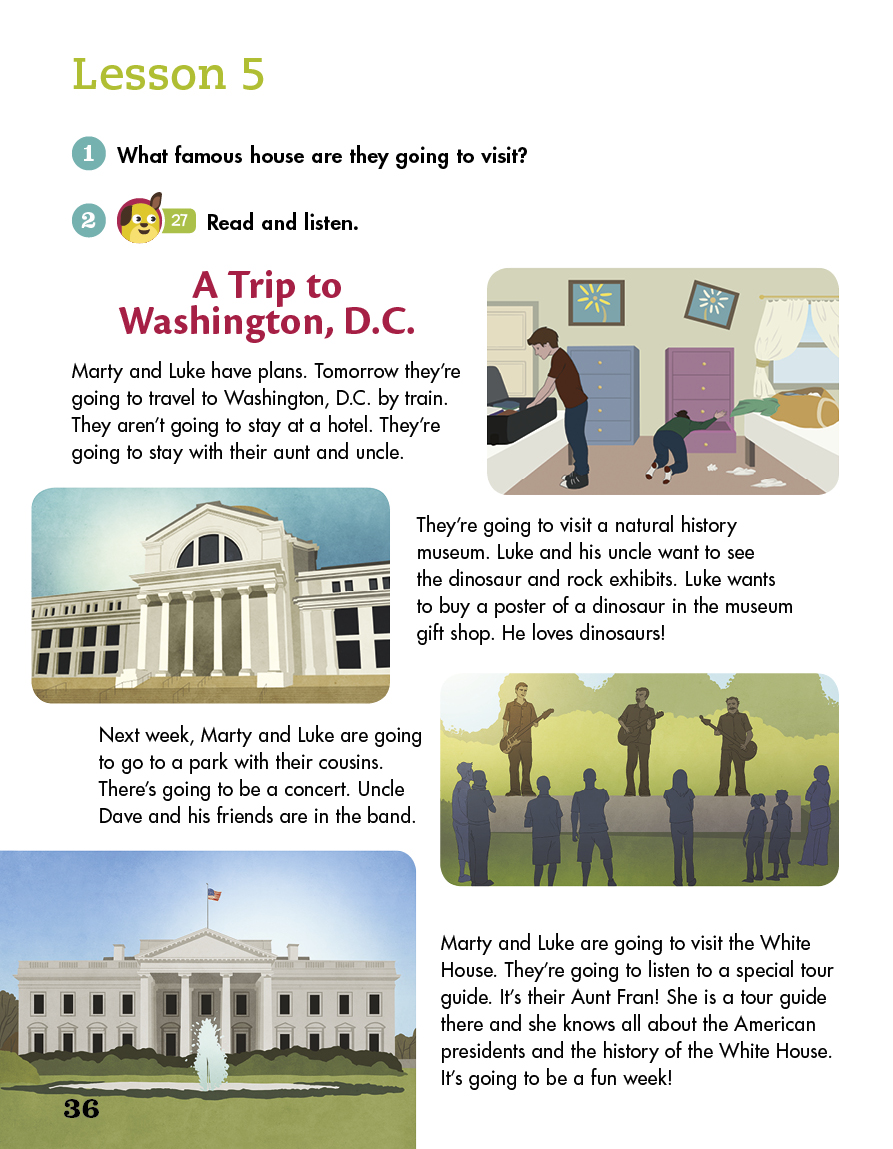 Lesson 5
1 What famous house are they going to visit?
2 27 Read and listen.
A Trip to
Washington, D.C.
Marty and Luke have plans. Tomorrow they're
going to travel to Washington, D.C. by train.
They aren't going to stay at a hotel. They're
going to stay with their aunt and uncle.
They're going to visit a natural history
museum. Luke and his uncle want to see
the dinosaur and rock exhibits. Luke wants
to buy a poster of a dinosaur in the museum
gift shop. He loves dinosaurs!
Next week, Marty and Luke are going
to go to a park with their cousins.
There's going to be a concert. Uncle
Dave and his friends are in the band.
Marty and Luke are going to visit the White
House. They're going to listen to a special tour
guide. It's their Aunt Fran! She is a tour guide
there and she knows all about the American
presidents and the history of the White House.
It's going to be a fun week!
36